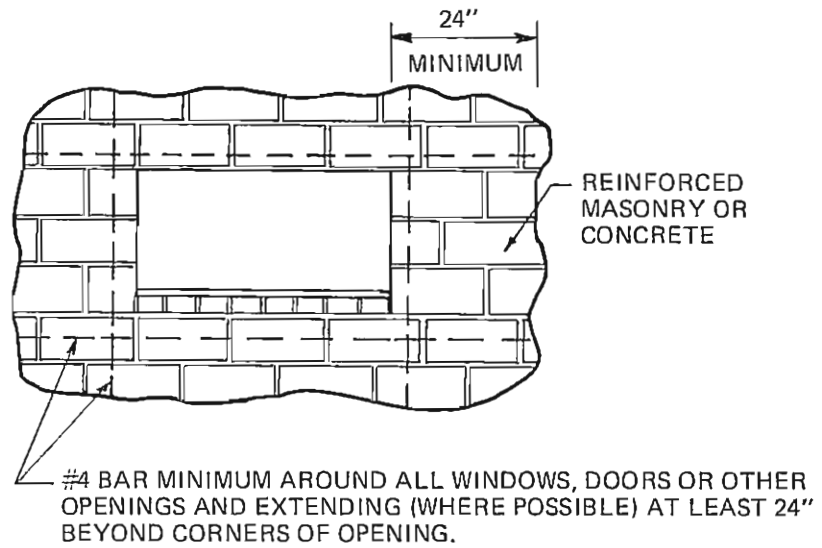 24"
MINIMUM
REINFORCED
MASONRY OR
CONCRETE
#4 BAR MINIMUM AROUND ALL WINDOWS, DOORS OR OTHER
OPENINGS AND EXTENDING (WHERE POSSIBLE) AT LEAST 24"
BEYOND CORNERS OF OPENING.